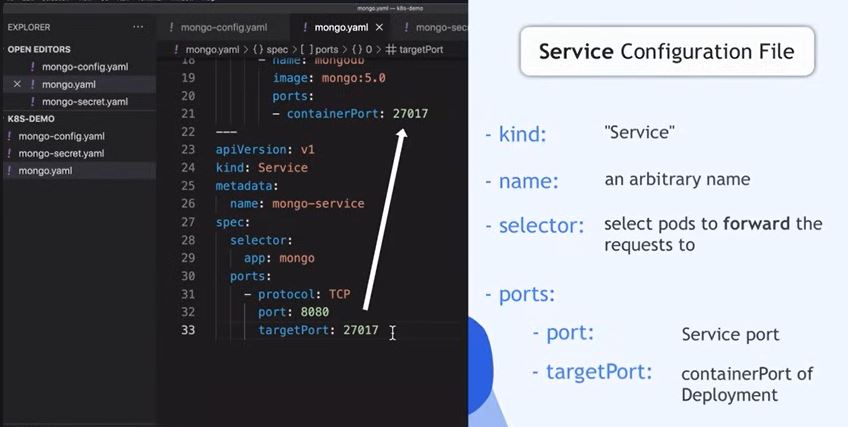 mongo.yaml — k8s-demo
EXPLORER
OPEN EDITORS
! mongo-config.yaml
× ! mongo.yaml
! mongo-secret.yaml
K8S-DEMO
! mongo-config.yaml
! mongo-secret.yaml
! mongo.yaml
! mongo-config.yaml
! mongo.yaml ×
! mongo-sec
! mongo.yaml > {} spec > [ ] ports > {} 0 > # targetPort
18 - name: mongodb
19 image: mongo:5.0
20 ports:
21 - containerPort: 27017
22 ---
23 apiVersion: v1
24 kind: Service
25 metadata:
26 name: mongo-service
27 spec:
28 selector:
29 app: mongo
30 ports:
31 - protocol: TCP
32 port: 8080
33 targetPort: 27017
Service Configuration File
- kind: "Service"
- name: an arbitrary name
- selector: select pods to forward the
requests to
- ports:
- port: Service port
- targetPort: containerPort of
Deployment